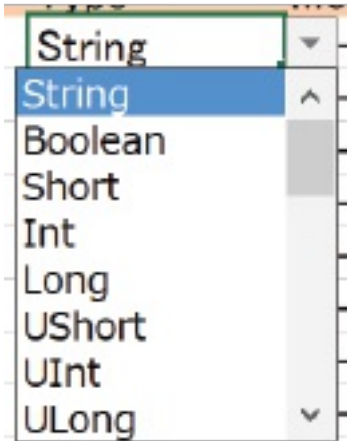 String
String
Boolean
Short
Int
Long
UShort
UInt
ULong